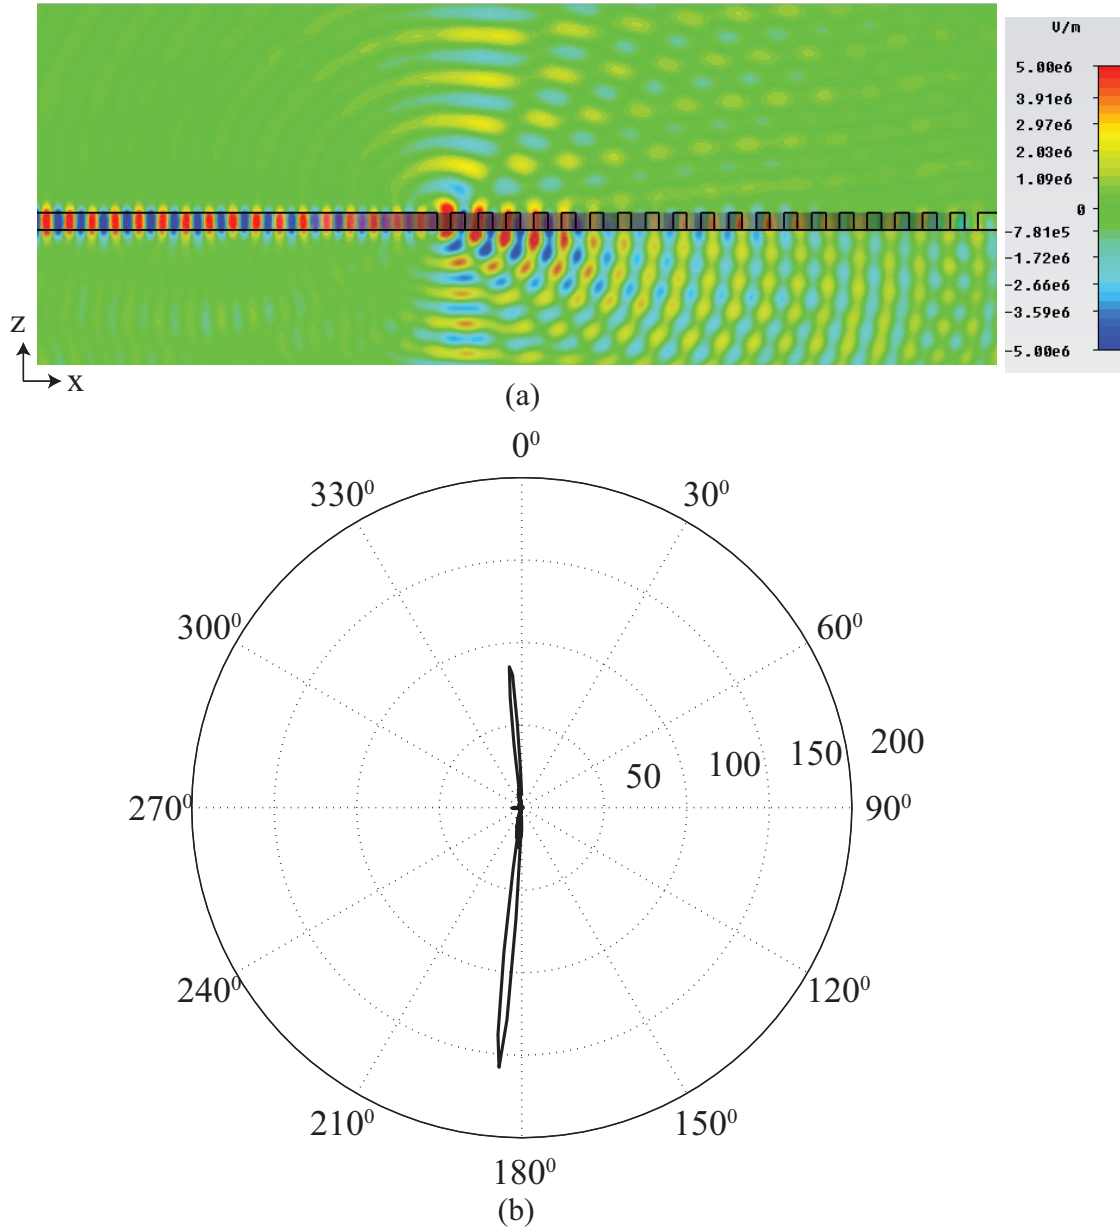 V/m
5.00e6
3.91e6
2.97e6
2.03e6
1.09e6
0
-7.81e5
-1.72e6
-2.66e6
-3.59e6
-5.00e6
z
x
(a)
0⁰
330⁰ 30⁰
300⁰ 60⁰
50 100 150 200
270⁰ 90⁰
240⁰ 120⁰
210⁰ 150⁰
180⁰
(b)